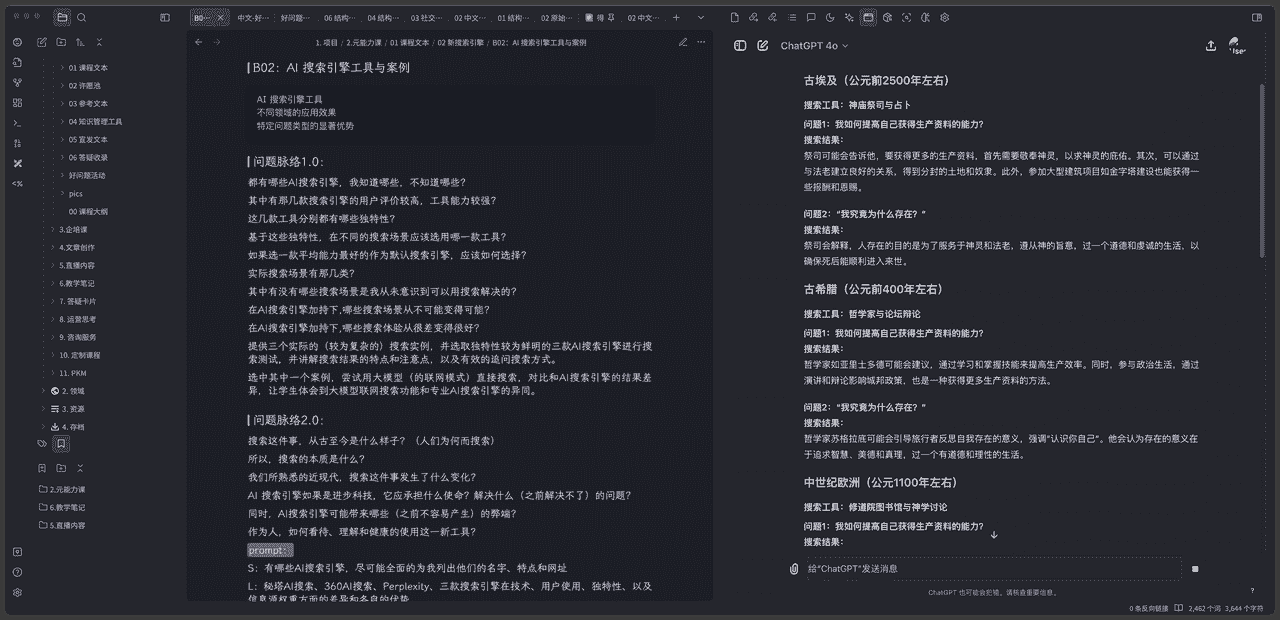 B0…
中文-好…
好问题…
06 结构…
04 结构…
03 社交…
02 中文…
01 结构…
02 原始…
得
02 中文…
1. 项目 / 2.元能力课 / 01 课程文本 / 02 新搜索引擎 / B02：AI 搜索引擎工具与案例
01 课程文本
02 许愿池
03 参考文本
04 知识管理工具
05 宣发文本
06 答疑收录
好问题活动
pics
00 课程大纲
3.企培课
4.文章创作
5.直播内容
6.教学笔记
7. 答疑卡片
8. 运营思考
9. 咨询服务
10. 定制课程
11. PKM
2. 领域
3. 资源
4. 存档
2.元能力课
6.教学笔记
5.直播内容
B02：AI 搜索引擎工具与案例
AI 搜索引擎工具
不同领域的应用效果
特定问题类型的显著优势
问题脉络1.0：
都有哪些AI搜索引擎，我知道哪些，不知道哪些？
其中有那几款搜索引擎的用户评价较高，工具能力较强？
这几款工具分别都有哪些独特性？
基于这些独特性，在不同的搜索场景应该选用哪一款工具？
如果选一款平均能力最好的作为默认搜索引擎，应该如何选择？
实际搜索场景有那几类？
其中有没有哪些搜索场景是我从未意识到可以用搜索解决的？
在AI搜索引擎加持下,哪些搜索场景从不可能变得可能？
在AI搜索引擎加持下,哪些搜索体验从很差变得很好？
提供三个实际的（较为复杂的）搜索实例，并选取独特性较为鲜明的三款AI搜索引擎进行搜
索测试，并讲解搜索结果的特点和注意点，以及有效的追问搜索方式。
选中其中一个案例，尝试用大模型（的联网模式）直接搜索，对比和AI搜索引擎的结果差
异，让学生体会到大模型联网搜索功能和专业AI搜索引擎的异同。
问题脉络2.0：
搜索这件事，从古至今是什么样子？（人们为何而搜索）
所以，搜索的本质是什么？
我们所熟悉的近现代，搜索这件事发生了什么变化？
AI 搜索引擎如果是进步科技，它应承担什么使命？解决什么（之前解决不了）的问题？
同时，AI搜索引擎可能带来哪些（之前不容易产生）的弊端？
作为人，如何看待、理解和健康的使用这一新工具？
prompt：
S：有哪些AI搜索引擎，尽可能全面的为我列出他们的名字、特点和网址
L：秘塔AI搜索、360AI搜索、Perplexity、三款搜索引擎在技术、用户使用、独特性、以及
信息源权重方面的差异和各自的优势
ChatGPT 4o
古埃及（公元前2500年左右）
搜索工具：神庙祭司与占卜
问题1：我如何提高自己获得生产资料的能力？
搜索结果：
祭司可能会告诉他，要获得更多的生产资料，首先需要敬奉神灵，以求神灵的庇佑。其次，可以通过
与法老建立良好的关系，得到分封的土地和奴隶。此外，参加大型建筑项目如金字塔建设也能获得一
些报酬和恩赐。
问题2：“我究竟为什么存在？”
搜索结果：
祭司会解释，人存在的目的是为了服务于神灵和法老，遵从神的旨意，过一个道德和虔诚的生活，以
确保死后能顺利进入来世。
古希腊（公元前400年左右）
搜索工具：哲学家与论坛辩论
问题1：我如何提高自己获得生产资料的能力？
搜索结果：
哲学家如亚里士多德可能会建议，通过学习和掌握技能来提高生产效率。同时，参与政治生活，通过
演讲和辩论影响城邦政策，也是一种获得更多生产资料的方法。
问题2：“我究竟为什么存在？”
搜索结果：
哲学家苏格拉底可能会引导旅行者反思自我存在的意义，强调“认识你自己”。他会认为存在的意义在
于追求智慧、美德和真理，过一个有道德和理性的生活。
中世纪欧洲（公元1100年左右）
搜索工具：修道院图书馆与神学讨论
问题1：我如何提高自己获得生产资料的能力？
搜索结果：
给“ChatGPT”发送消息
ChatGPT 也可能会犯错。请核查重要信息。
?
0 条反向链接
2,462 个词 3,644 个字符